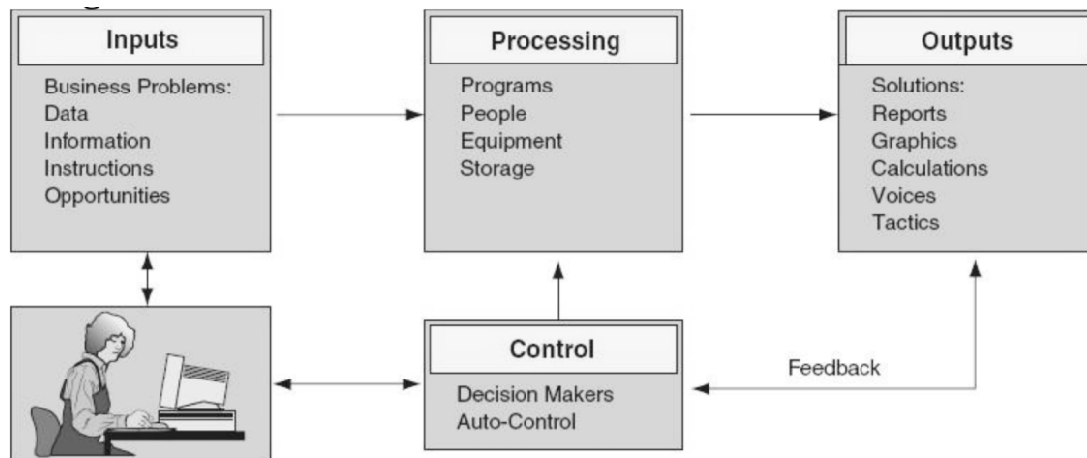 Inputs
Business Problems:
Data
Information
Instructions
Opportunities
Processing
Programs
People
Equipment
Storage
Outputs
Solutions:
Reports
Graphics
Calculations
Voices
Tactics
Control
Decision Makers
Auto-Control
Feedback